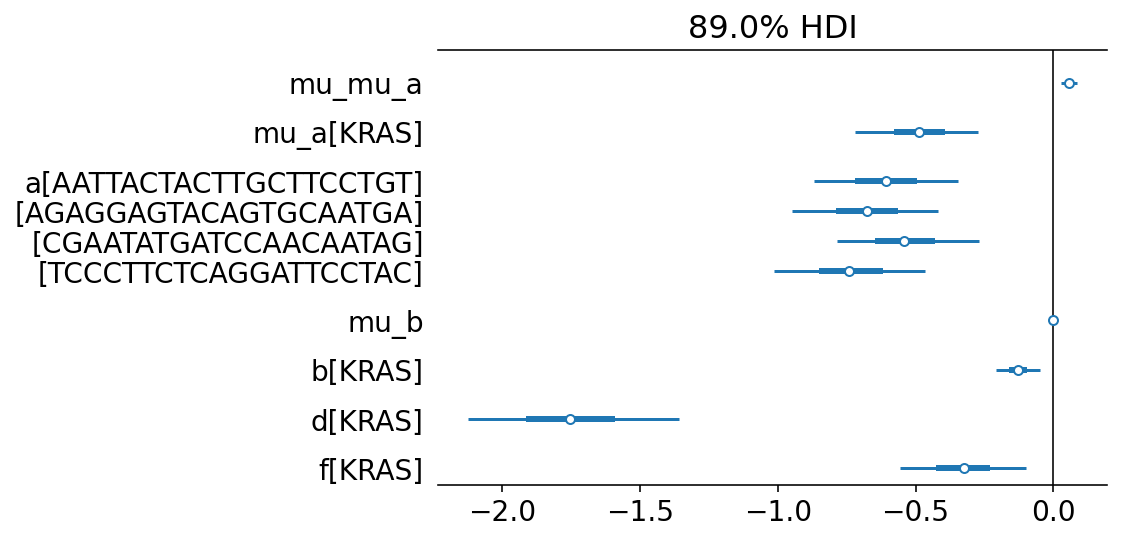 89.0% HDI
mu_mu_a
mu_a[KRAS]
a[AATTACTACTTGCTTCCTGT]
[AGAGGAGTACAGTGCAATGA]
[CGAATATGATCCAACAATAG]
[TCCCTTCTCAGGATTCCTAC]
mu_b
b[KRAS]
d[KRAS]
f[KRAS]
−2.0 −1.5 −1.0 −0.5 0.0